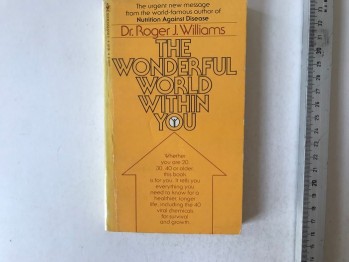 The urgent new message
from the world-famous author of
Nutrition Against Disease
Dr. Roger J. Williams
THE
WONDERFUL
WORLD
WITHIN
YOU
Whether
you are 20,
30, 40 or older,
this book
is for you. It tells you
everything you
need to know for a
healthier, longer
life, including the 40
vital chemicals
for survival
and growth.